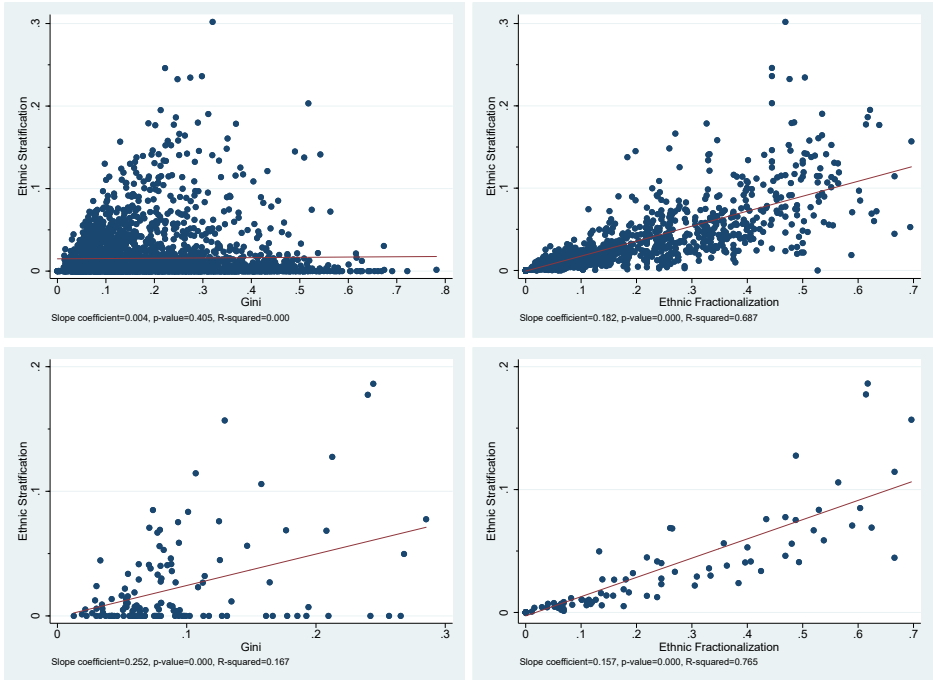 .3
.2
.1
0
Ethnic Stratification
0 .1 .2 .3 .4 .5 .6 .7 .8
Gini
Slope coefficient=0.004, p-value=0.405, R-squared=0.000
.3
.2
.1
0
Ethnic Stratification
0 .1 .2 .3 .4 .5 .6 .7
Ethnic Fractionalization
Slope coefficient=0.182, p-value=0.000, R-squared=0.687
.2
.1
0
Ethnic Stratification
0 .1 .2 .3
Gini
Slope coefficient=0.252, p-value=0.000, R-squared=0.167
.2
.1
0
Ethnic Stratification
0 .1 .2 .3 .4 .5 .6 .7
Ethnic Fractionalization
Slope coefficient=0.157, p-value=0.000, R-squared=0.765